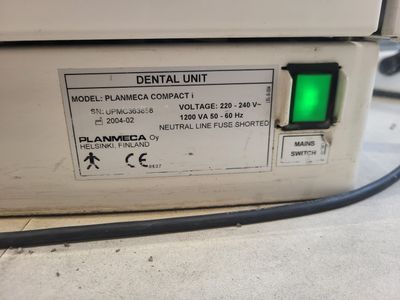 DENTAL UNIT
MODEL: PLANMECA COMPACT i
SN: UPMC363898
2004-02
VOLTAGE: 220 - 240 V~
1200 VA 50 - 60 Hz
NEUTRAL LINE FUSE SHORTED
PLANMECA Oy
HELSINKI, FINLAND
CE
MAINS
SWITCH